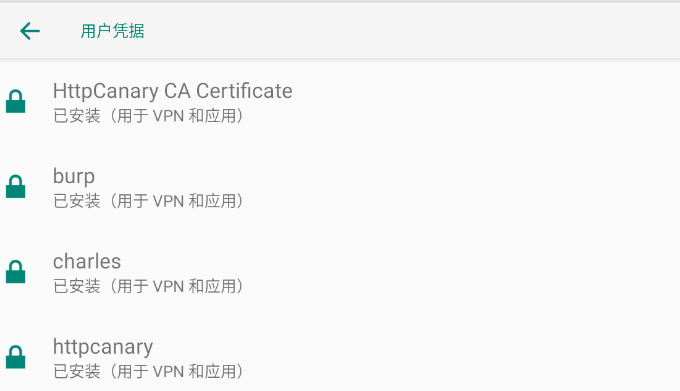 用户凭据
HttpCanary CA Certificate
已安装（用于 VPN 和应用）
burp
已安装（用于 VPN 和应用）
charles
已安装（用于 VPN 和应用）
httpcanary
已安装（用于 VPN 和应用）